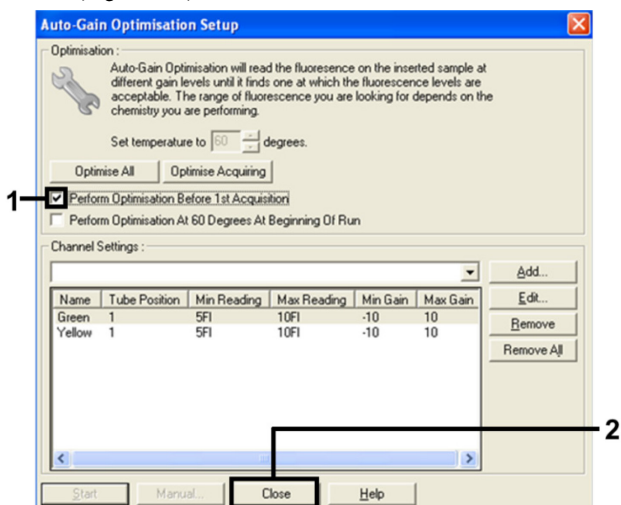 Auto-Gain Optimisation Setup
Optimisation :
Auto-Gain Optimisation will read the fluoresence on the inserted sample at
different gain levels until it finds one at which the fluorescence levels are
acceptable. The range of fluorescence you are looking for depends on the
chemistry you are performing.
Set temperature to 60 degrees.
Optimise All Optimise Acquiring
1 Perform Optimisation Before 1st Acquisition
Perform Optimisation At 60 Degrees At Beginning Of Run
Channel Settings :
Add...
Name Tube Position Min Reading Max Reading Min Gain Max Gain Edit...
Green 1 5Fl 10Fl -10 10
Remove
Yellow 1 5Fl 10Fl -10 10
Remove All
2
Start Manual... Close Help